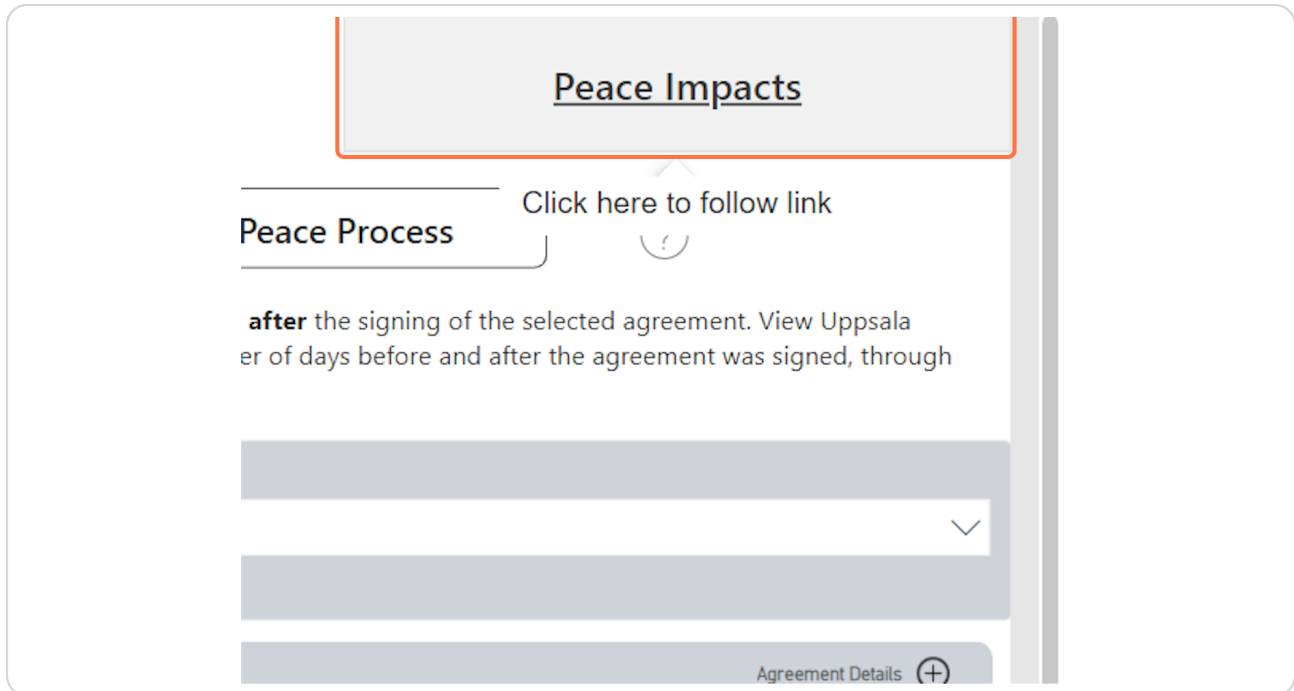 Peace Impacts
Click here to follow link
Peace Process
?
after the signing of the selected agreement. View Uppsala
er of days before and after the agreement was signed, through
Agreement Details